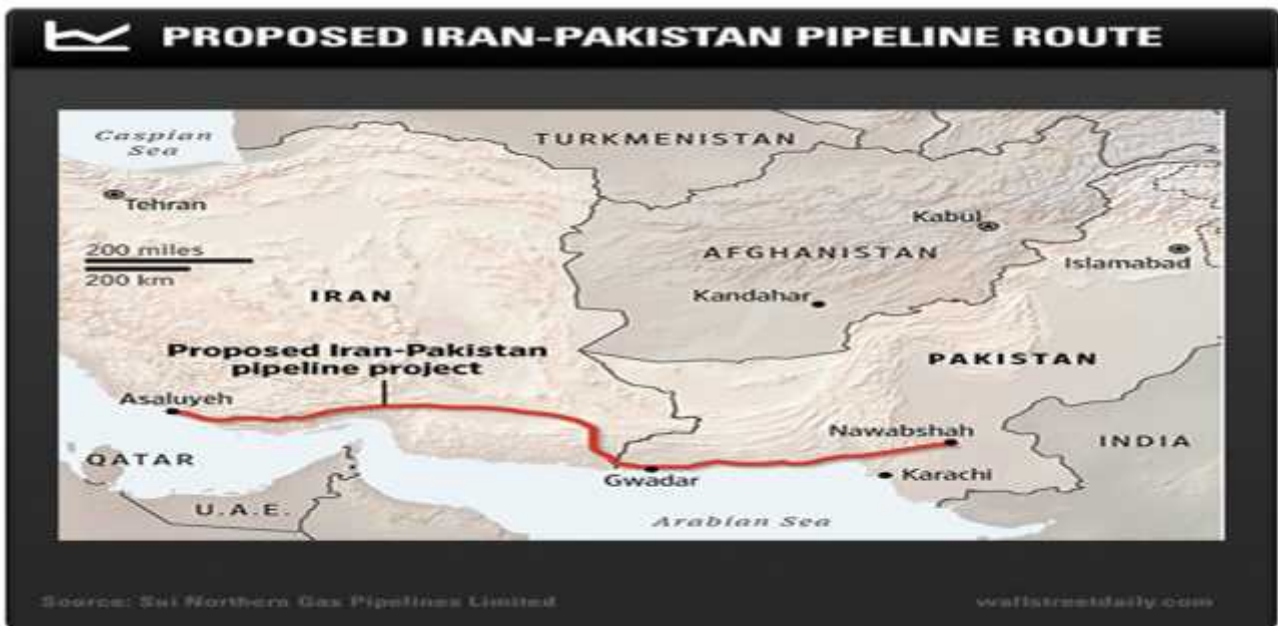 PROPOSED IRAN-PAKISTAN PIPELINE ROUTE
Caspian
Sea
TURKMENISTAN
Tehran
Kabul
AFGHANISTAN
Islamabad
200 miles
200 km
IRAN
Kandahar
Proposed Iran-Pakistan
pipeline project
PAKISTAN
Asaluyeh
Nawabshah
INDIA
QATAR
Karachi
Gwadar
U.A.E.
Arabian Sea
Source: Sui Northern Gas Pipelines Limited
wallstreetdaily.com